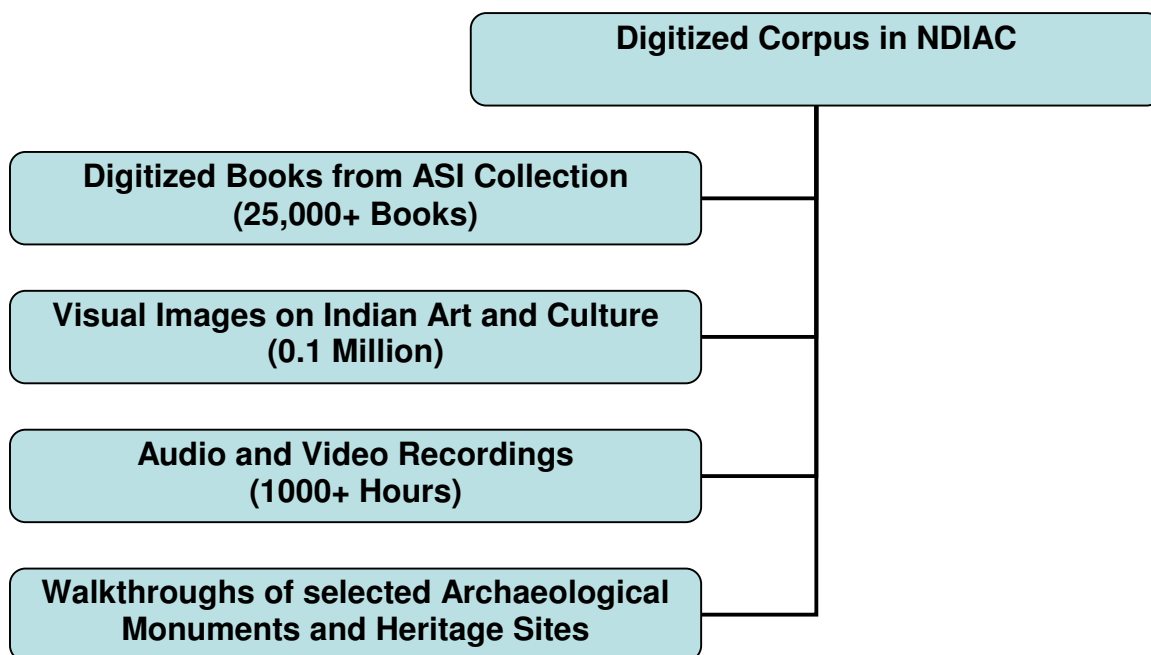 Digitized Corpus in NDIAC
Digitized Books from ASI Collection
(25,000+ Books)
Visual Images on Indian Art and Culture
(0.1 Million)
Audio and Video Recordings
(1000+ Hours)
Walkthroughs of selected Archaeological
Monuments and Heritage Sites